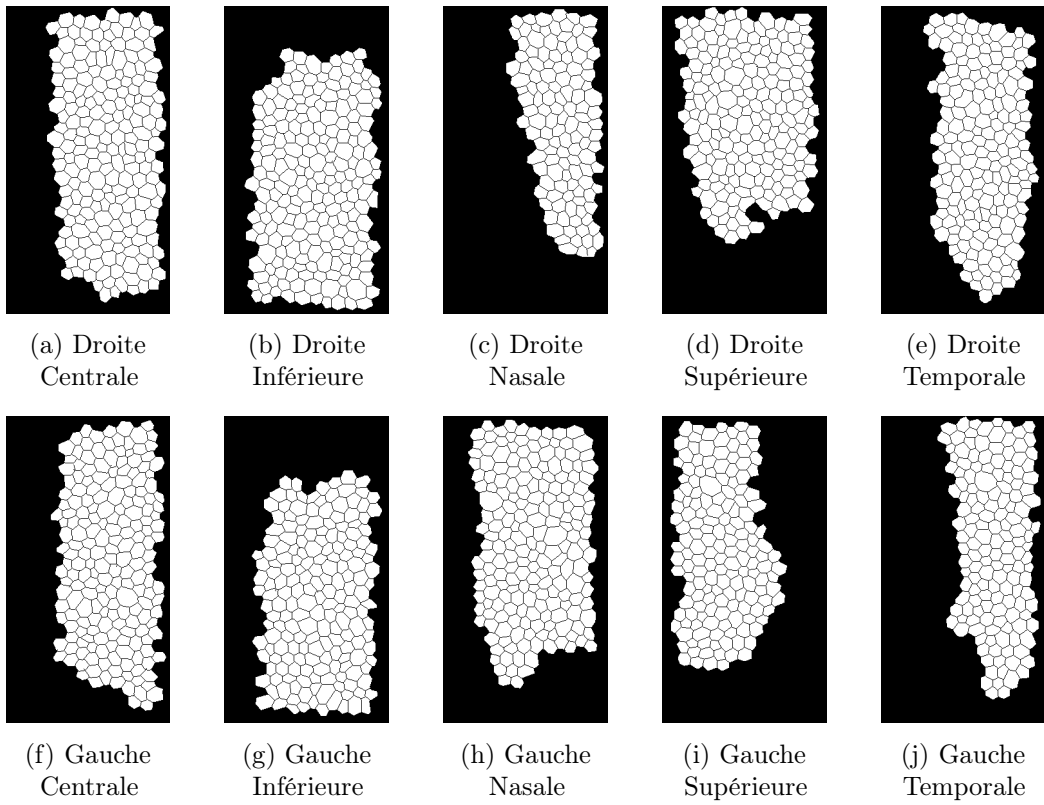 (a) Droite
Centrale
(b) Droite
Inférieure
(c) Droite
Nasale
(d) Droite
Supérieure
(e) Droite
Temporale
(f) Gauche
Centrale
(g) Gauche
Inférieure
(h) Gauche
Nasale
(i) Gauche
Supérieure
(j) Gauche
Temporale